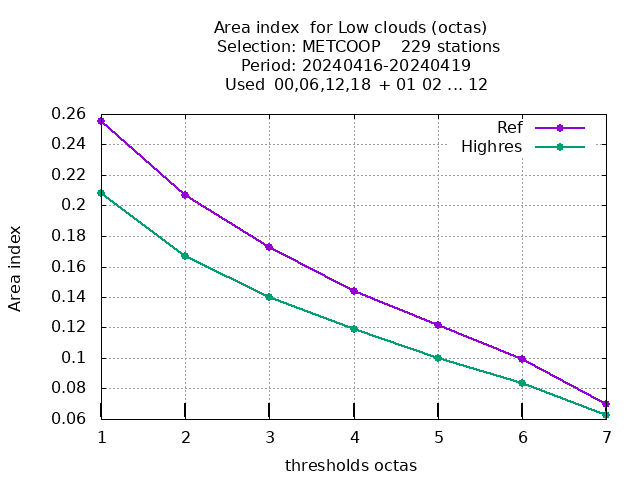 Area index  for Low clouds (octas)
Selection: METCOOP    229 stations
Period: 20240416-20240419
Used  00,06,12,18 + 01 02 ... 12
Ref
Highres
0.26
0.24
0.22
0.2
0.18
0.16
0.14
0.12
0.1
0.08
0.06
Area index
1 2 3 4 5 6 7
thresholds octas